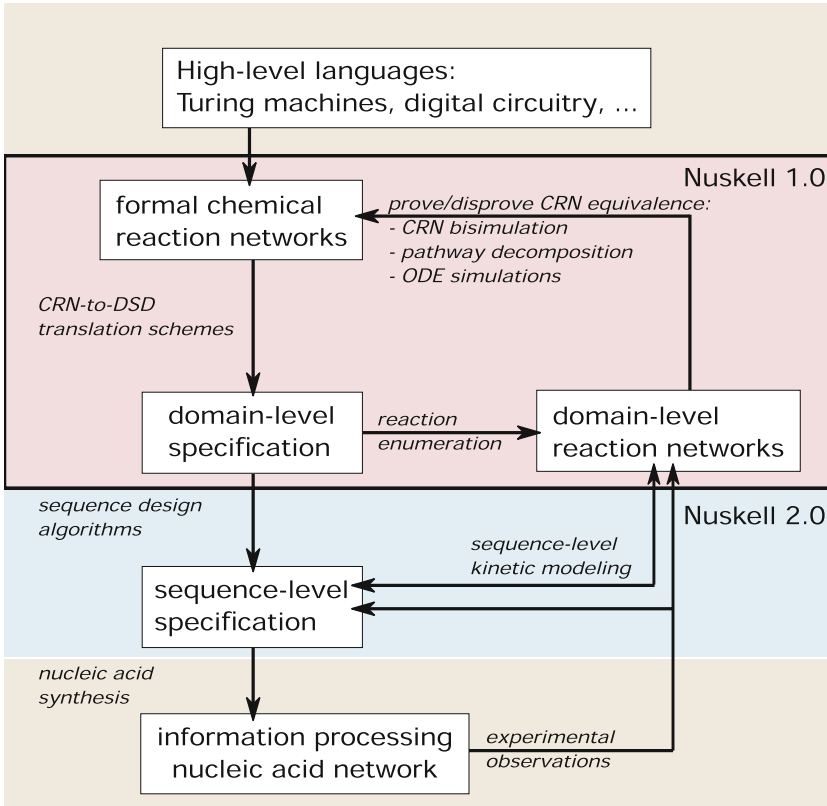 High-level languages:
Turing machines, digital circuitry, ...
Nuskell 1.0
formal chemical
reaction networks
prove/disprove CRN equivalence:
- CRN bisimulation
- pathway decomposition
- ODE simulations
CRN-to-DSD
translation schemes
domain-level
specification
reaction
enumeration
domain-level
reaction networks
Nuskell 2.0
sequence design
algorithms
sequence-level
kinetic modeling
sequence-level
specification
nucleic acid
synthesis
information processing
nucleic acid network
experimental
observations